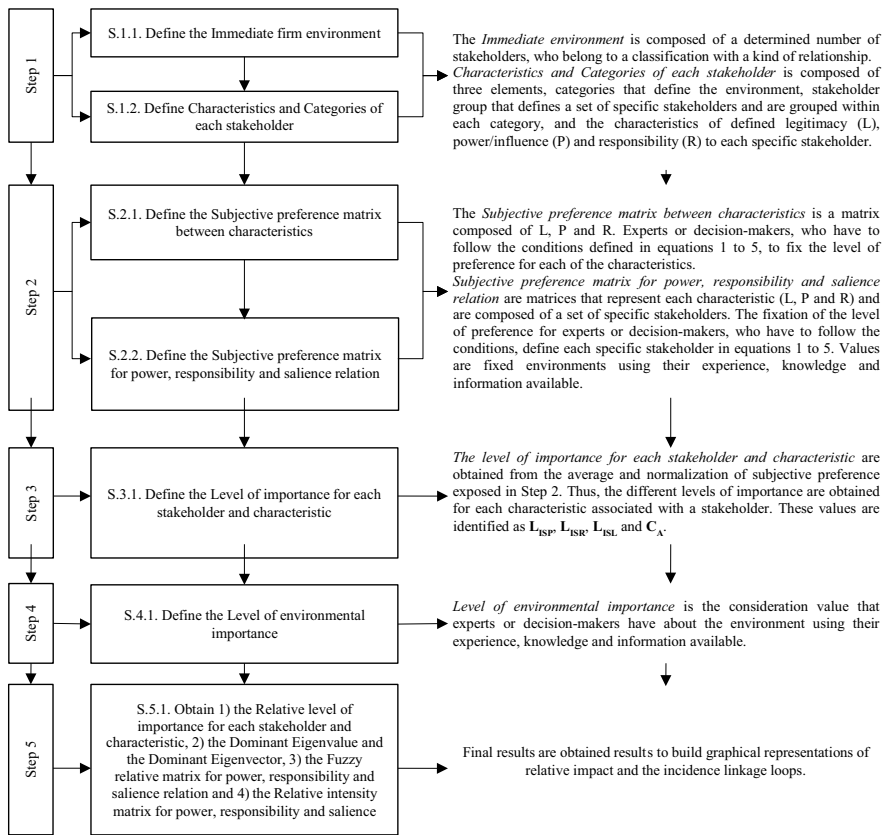 Step 1
S.1.1. Define the Immediate firm environment
S.1.2. Define Characteristics and Categories of
each stakeholder
The Immediate environment is composed of a determined number of
stakeholders, who belong to a classification with a kind of relationship.
Characteristics and Categories of each stakeholder is composed of
three elements, categories that define the environment, stakeholder
group that defines a set of specific stakeholders and are grouped within
each category, and the characteristics of defined legitimacy (L),
power/influence (P) and responsibility (R) to each specific stakeholder.
Step 2
S.2.1. Define the Subjective preference matrix
between characteristics
S.2.2. Define the Subjective preference matrix
for power, responsibility and salience relation
The Subjective preference matrix between characteristics is a matrix
composed of L, P and R. Experts or decision-makers, who have to
follow the conditions defined in equations 1 to 5, to fix the level of
preference for each of the characteristics.
Subjective preference matrix for power, responsibility and salience
relation are matrices that represent each characteristic (L, P and R) and
are composed of a set of specific stakeholders. The fixation of the level
of preference for experts or decision-makers, who have to follow the
conditions, define each specific stakeholder in equations 1 to 5. Values
are fixed environments using their experience, knowledge and
information available.
Step 3
S.3.1. Define the Level of importance for each
stakeholder and characteristic
The level of importance for each stakeholder and characteristic are
obtained from the average and normalization of subjective preference
exposed in Step 2. Thus, the different levels of importance are obtained
for each characteristic associated with a stakeholder. These values are
identified as L_ISP, L_ISR, L_ISL and C_A.
Step 4
S.4.1. Define the Level of environmental
importance
Level of environmental importance is the consideration value that
experts or decision-makers have about the environment using their
experience, knowledge and information available.
Step 5
S.5.1. Obtain 1) the Relative level of
importance for each stakeholder and
characteristic, 2) the Dominant Eigenvalue and
the Dominant Eigenvector, 3) the Fuzzy
relative matrix for power, responsibility and
salience relation and 4) the Relative intensity
matrix for power, responsibility and salience
Final results are obtained results to build graphical representations of
relative impact and the incidence linkage loops.